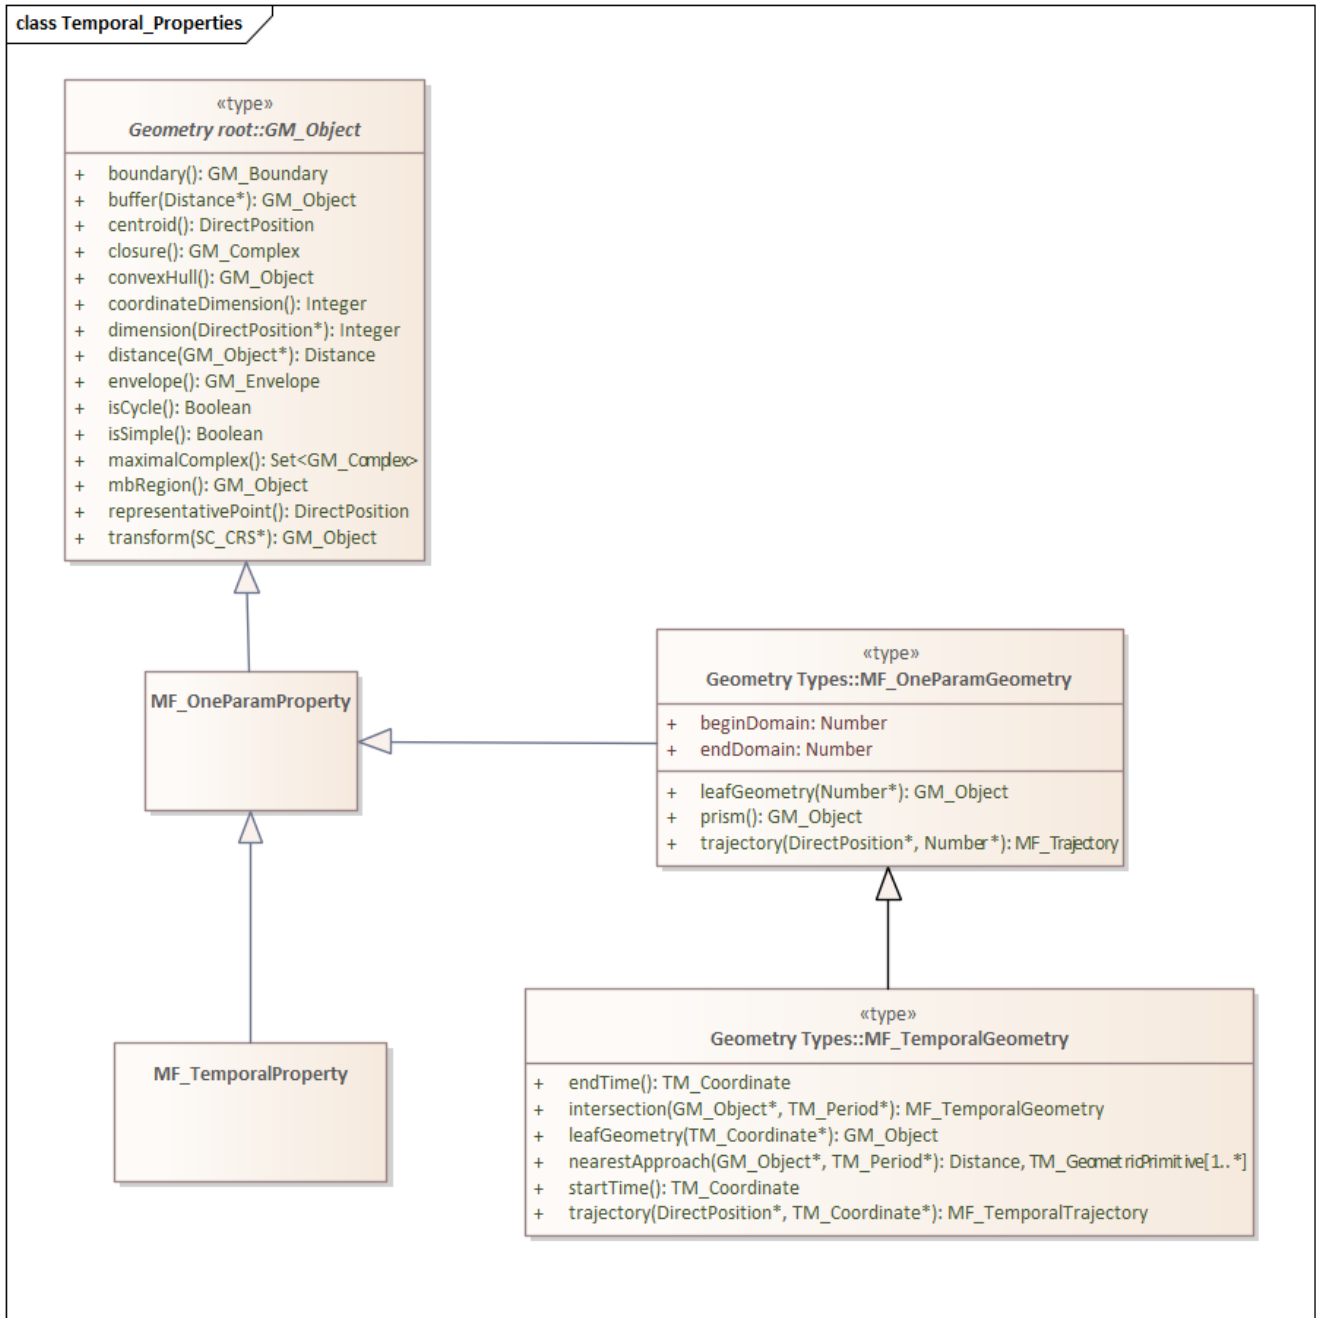 class Temporal_Properties
«type»
Geometry root::GM_Object
+ boundary(): GM_Boundary
+ buffer(Distance*): GM_Object
+ centroid(): DirectPosition
+ closure(): GM_Complex
+ convexHull(): GM_Object
+ coordinateDimension(): Integer
+ dimension(DirectPosition*): Integer
+ distance(GM_Object*): Distance
+ envelope(): GM_Envelope
+ isCycle(): Boolean
+ isSimple(): Boolean
+ maximalComplex(): Set<GM_Complex>
+ mbRegion(): GM_Object
+ representativePoint(): DirectPosition
+ transform(SC_CRS*): GM_Object
MF_OneParamProperty
«type»
Geometry Types::MF_OneParamGeometry
+ beginDomain: Number
+ endDomain: Number
+ leafGeometry(Number*): GM_Object
+ prism(): GM_Object
+ trajectory(DirectPosition*, Number*): MF_Trajectory
MF_TemporalProperty
«type»
Geometry Types::MF_TemporalGeometry
+ endTime(): TM_Coordinate
+ intersection(GM_Object*, TM_Period*): MF_TemporalGeometry
+ leafGeometry(TM_Coordinate*): GM_Object
+ nearestApproach(GM_Object*, TM_Period*): Distance, TM_GeometricPrimitive[1..*]
+ startTime(): TM_Coordinate
+ trajectory(DirectPosition*, TM_Coordinate*): MF_TemporalTrajectory